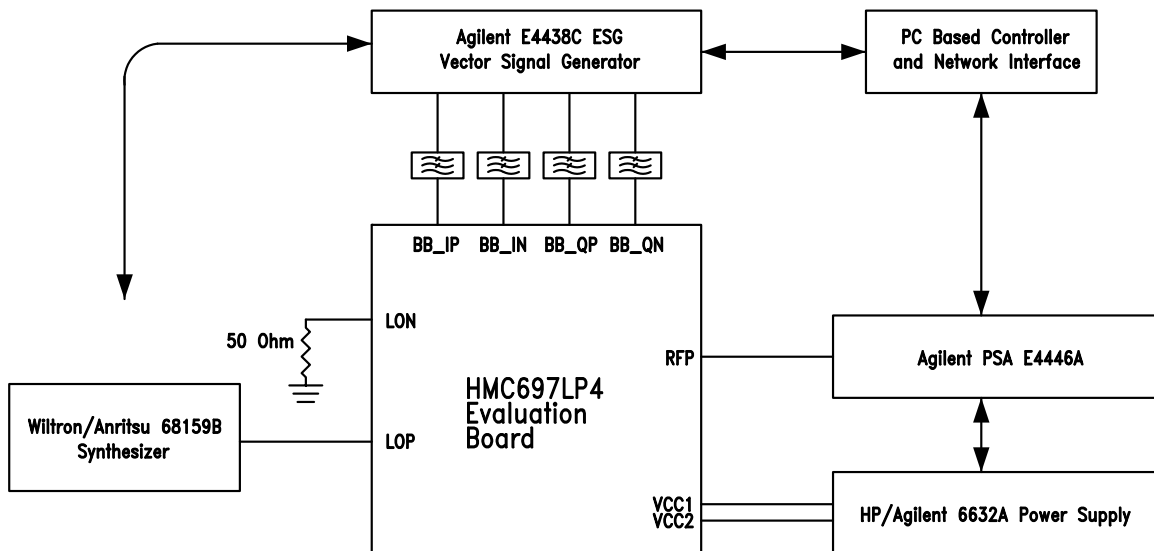 Agilent E4438C ESG
Vector Signal Generator
PC Based Controller
and Network Interface
BB_IP BB_IN BB_QP BB_QN
LON
50 Ohm
RFP
Agilent PSA E4446A
HMC697LP4
Evaluation
Board
Wiltron/Anritsu 68159B
Synthesizer
LOP
VCC1
VCC2
HP/Agilent 6632A Power Supply